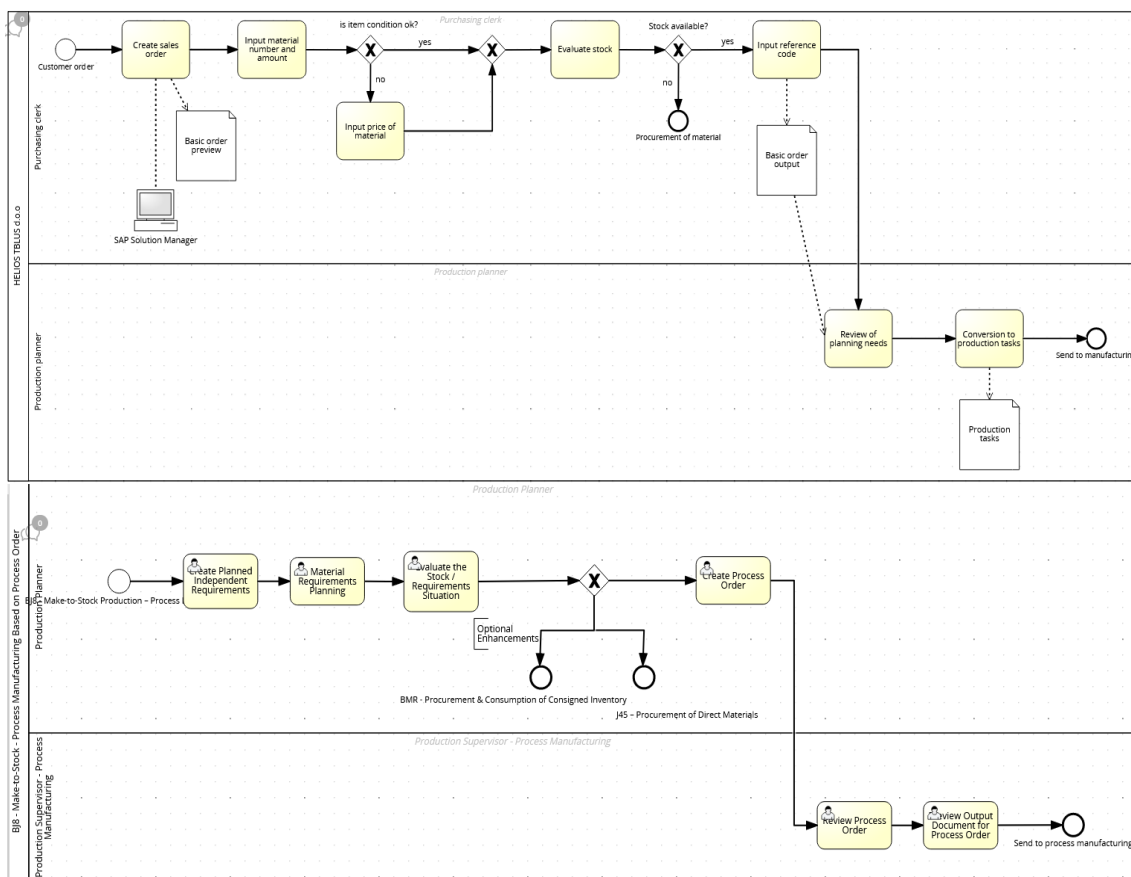 0
Purchasing clerk
is item condition ok?
Stock available?
Create sales
order
Input material
number and
amount
X
yes
X
Evaluate stock
X
yes
Input reference
code
Customer order
no
no
Input price of
material
Basic order
preview
Procurement of material
Basic order
output
SAP Solution Manager
Purchasing clerk
HELIOS TBLUS d.o.o
Production planner
Review of
planning needs
Conversion to
production tasks
Send to manufacturin
Production
tasks
Production planner
Production Planner
0
Create Planned
Independent
Requirements
Material
Requirements
Planning
Evaluate the
Stock /
Requirements
Situation
X
Create Process
Order
BJ8 - Make-to-Stock Production – Process
Optional
Enhancements
BMR - Procurement & Consumption of Consigned Inventory
J45 – Procurement of Direct Materials
Production Planner
BJ8 - Make-to-Stock - Process Manufacturing Based on Process Order
Production Supervisor - Process Manufacturing
Review Process
Order
Review Output
Document for
Process Order
Send to process manufacturing
Production Supervisor - Process
Manufacturing